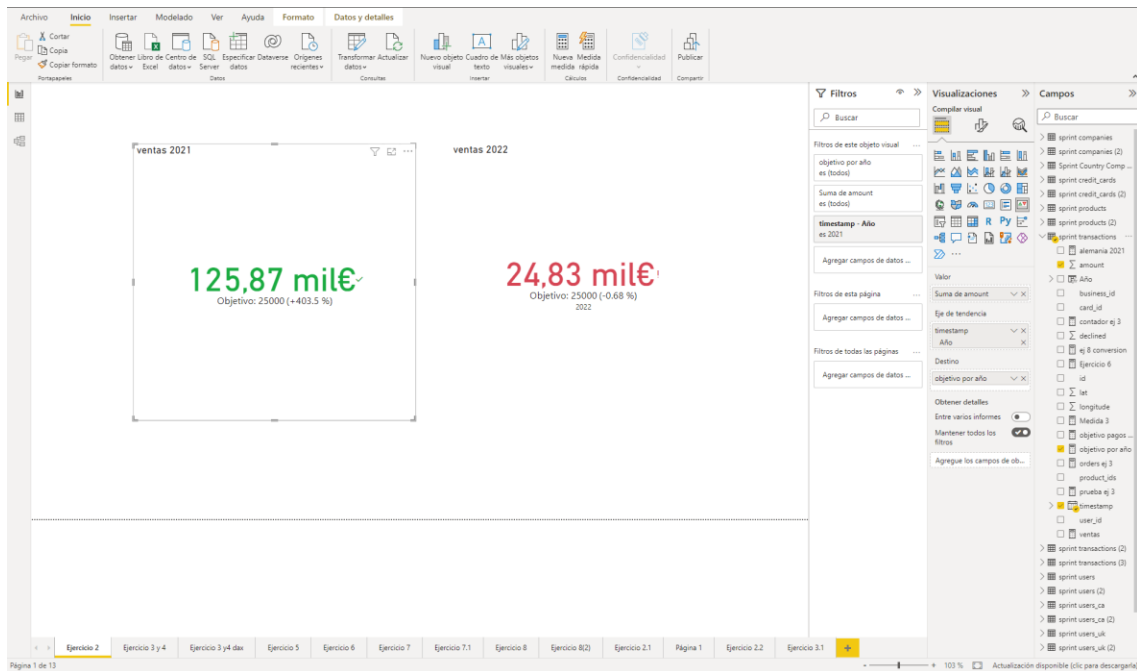 Archivo Inicio Insertar Modelado Ver Ayuda Formato Datos y detalles
Pegar
Cortar
Copia
Copiar formato
Portapapeles
Obtener datos
Libro de Excel
Centro de datos
SQL Server
Especificar datos
Dataverse
Orígenes recientes
Datos
Transformar datos
Actualizar
Consultas
Nuevo objeto visual
Cuadro de texto
Más objetos visuales
Insertar
Nueva medida
Medida rápida
Cálculos
Confidencialidad
Confidencialidad
Publicar
Compartir
ventas 2021
125,87 mil€
Objetivo: 25000 (+403.5 %)
ventas 2022
24,83 mil€!
Objetivo: 25000 (-0.68 %)
2022
Filtros
Buscar
Filtros de este objeto visual ...
objetivo por año
es (todos)
Suma de amount
es (todos)
timestamp - Año
es 2021
Agregar campos de datos ...
Filtros de esta página ...
Agregar campos de datos ...
Filtros de todas las páginas ...
Agregar campos de datos ...
Visualizaciones
Compilar visual
R Py
...
Valor
Suma de amount
Eje de tendencia
timestamp
Año
Destino
objetivo por año
Obtener detalles
Entre varios informes
Mantener todos los filtros
Agregue los campos de ob...
Campos
Buscar
sprint companies
sprint companies (2)
Sprint Country Comp ...
sprint credit_cards
sprint credit_cards (2)
sprint products
sprint products (2)
sprint transactions ...
alemania 2021
amount
Año
business_id
card_id
contador ej 3
declined
ej 8 conversion
Ejercicio 6
id
lat
longitude
Medida 3
objetivo pagos ...
objetivo por año
orders ej 3
product_ids
prueba ej 3
timestamp
user_id
ventas
sprint transactions (2)
sprint transactions (3)
sprint users
sprint users (2)
sprint users_ca
sprint users_ca (2)
sprint users_uk
sprint users_uk (2)
Ejercicio 2 Ejercicio 3 y 4 Ejercicio 3 y4 dax Ejercicio 5 Ejercicio 6 Ejercicio 7 Ejercicio 7.1 Ejercicio 8 Ejercicio 8(2) Ejercicio 2.1 Página 1 Ejercicio 2.2 Ejercicio 3.1 +
Página 1 de 13
- + 103 % Actualización disponible (clic para descargarla)